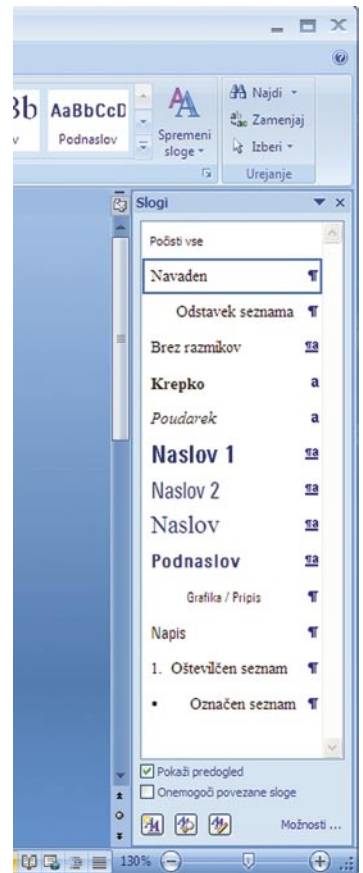 AaBbCcD
Podnaslov
Spremeni
sloge
Najdi
Zamenjaj
Izberi
Urejanje
Slogi
Počisti vse
Navaden ¶
Odstavek seznama ¶
Brez razmikov ¶a
Krepko a
Poudarek a
Naslov 1 ¶a
Naslov 2 ¶a
Naslov ¶a
Podnaslov ¶a
Grafika / Pripis ¶
Napis ¶
1. Oštevilčen seznam ¶
▪ Označen seznam ¶
Pokaži predogled
Onemogoči povezane sloge
Možnosti ...
130%